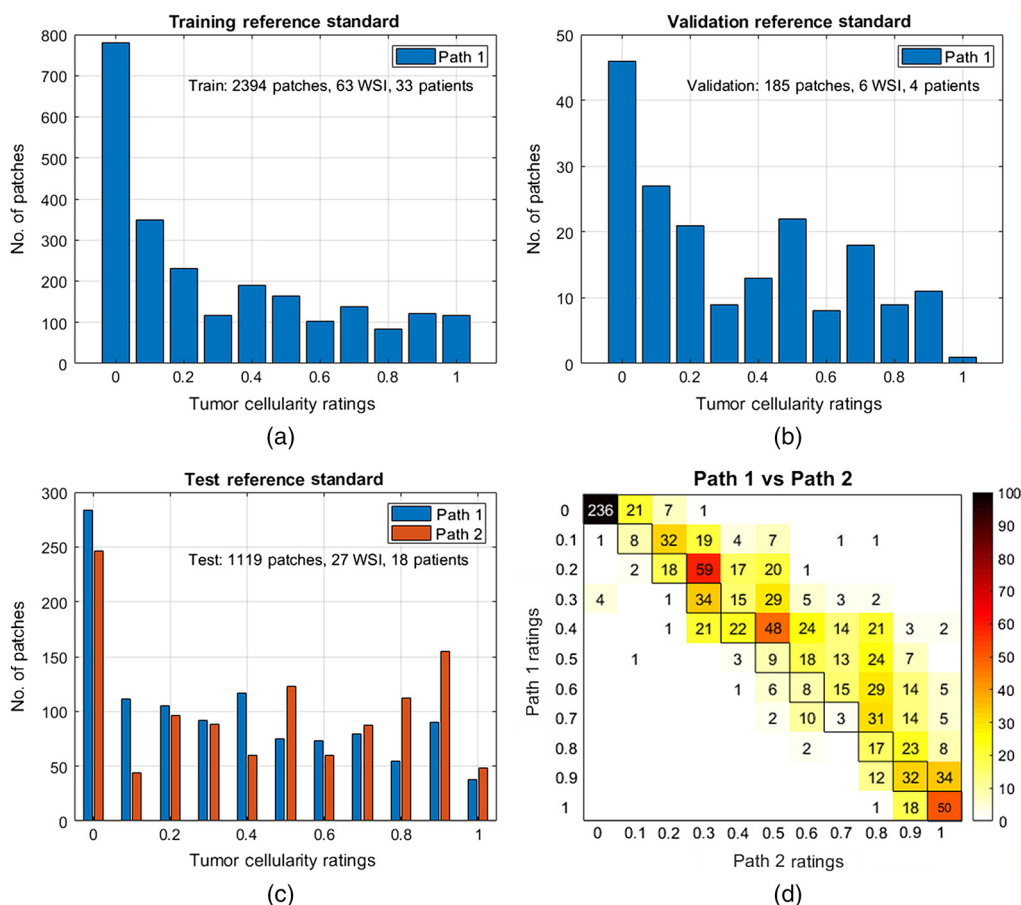 Training reference standard
800
700
600
500
400
300
200
100
0
No. of patches
Path 1
Train: 2394 patches, 63 WSI, 33 patients
0 0.2 0.4 0.6 0.8 1
Tumor cellularity ratings
(a)
Validation reference standard
50
40
30
20
10
0
No. of patches
Path 1
Validation: 185 patches, 6 WSI, 4 patients
0 0.2 0.4 0.6 0.8 1
Tumor cellularity ratings
(b)
Test reference standard
300
250
200
150
100
50
0
No. of patches
Path 1
Path 2
Test: 1119 patches, 27 WSI, 18 patients
0 0.2 0.4 0.6 0.8 1
Tumor cellularity ratings
(c)
Path 1 vs Path 2
Path 1 ratings
0 236 21 7 1
0.1 1 8 32 19 4 7 1 1
0.2 2 18 59 17 20 1
0.3 4 1 34 15 29 5 3 2
0.4 1 21 22 48 24 14 21 3 2
0.5 1 3 9 18 13 24 7
0.6 1 6 8 15 29 14 5
0.7 2 10 3 31 14 5
0.8 2 17 23 8
0.9 12 32 34
1 1 18 50
0 0.1 0.2 0.3 0.4 0.5 0.6 0.7 0.8 0.9 1
Path 2 ratings
100
90
80
70
60
50
40
30
20
10
0
(d)